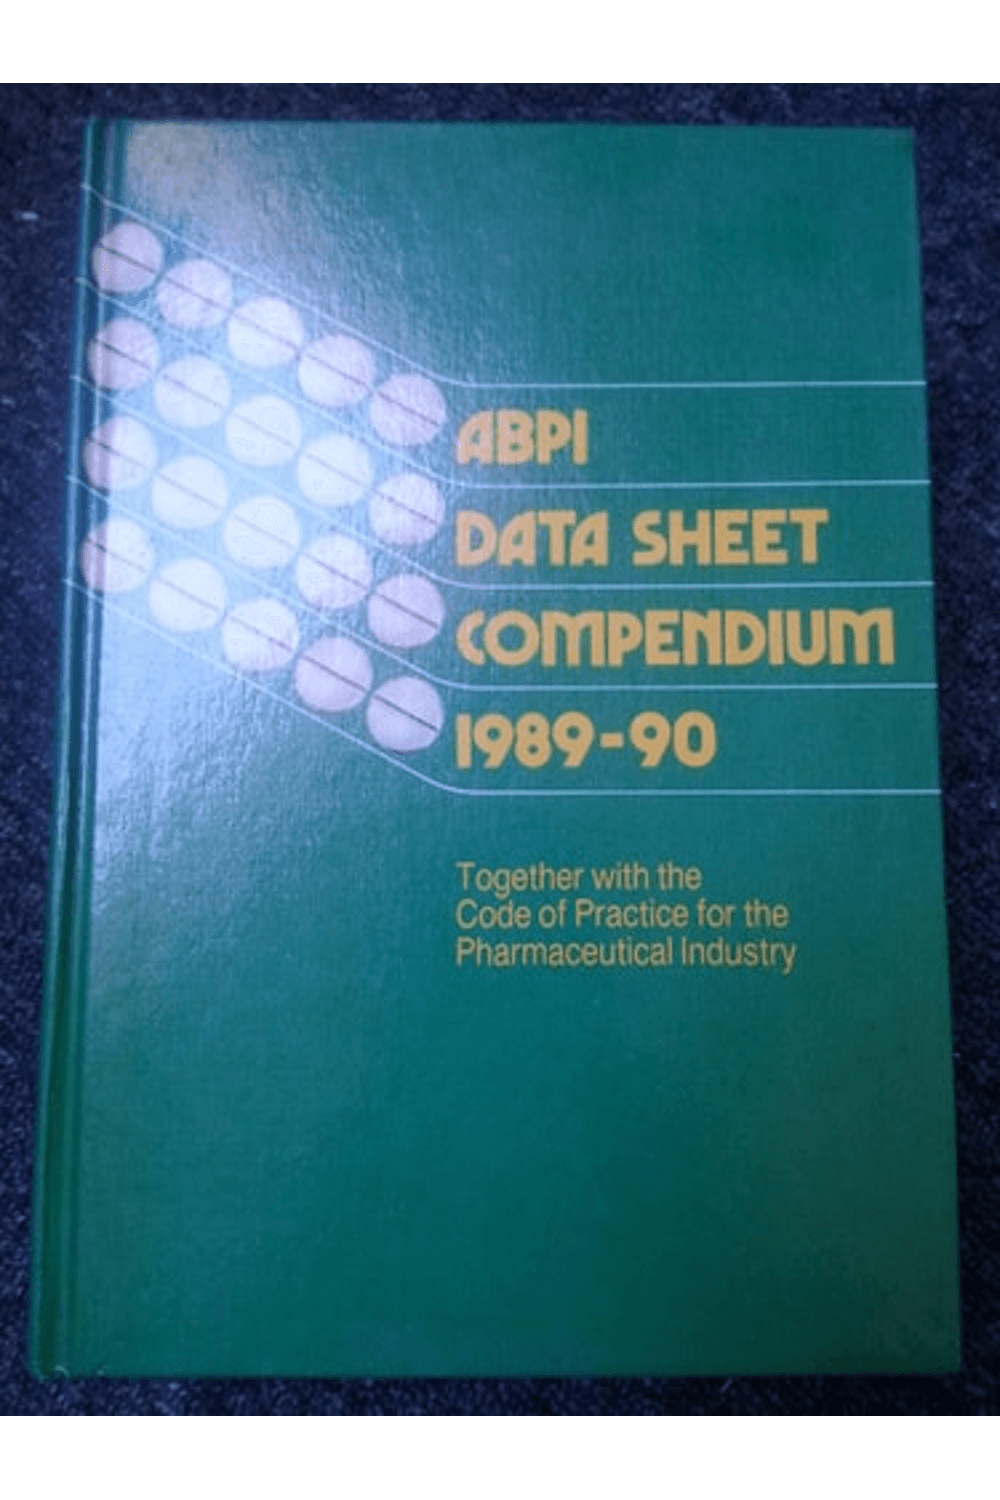 ABPI
DATA SHEET
COMPENDIUM
1989-90
Together with the
Code of Practice for the
Pharmaceutical Industry